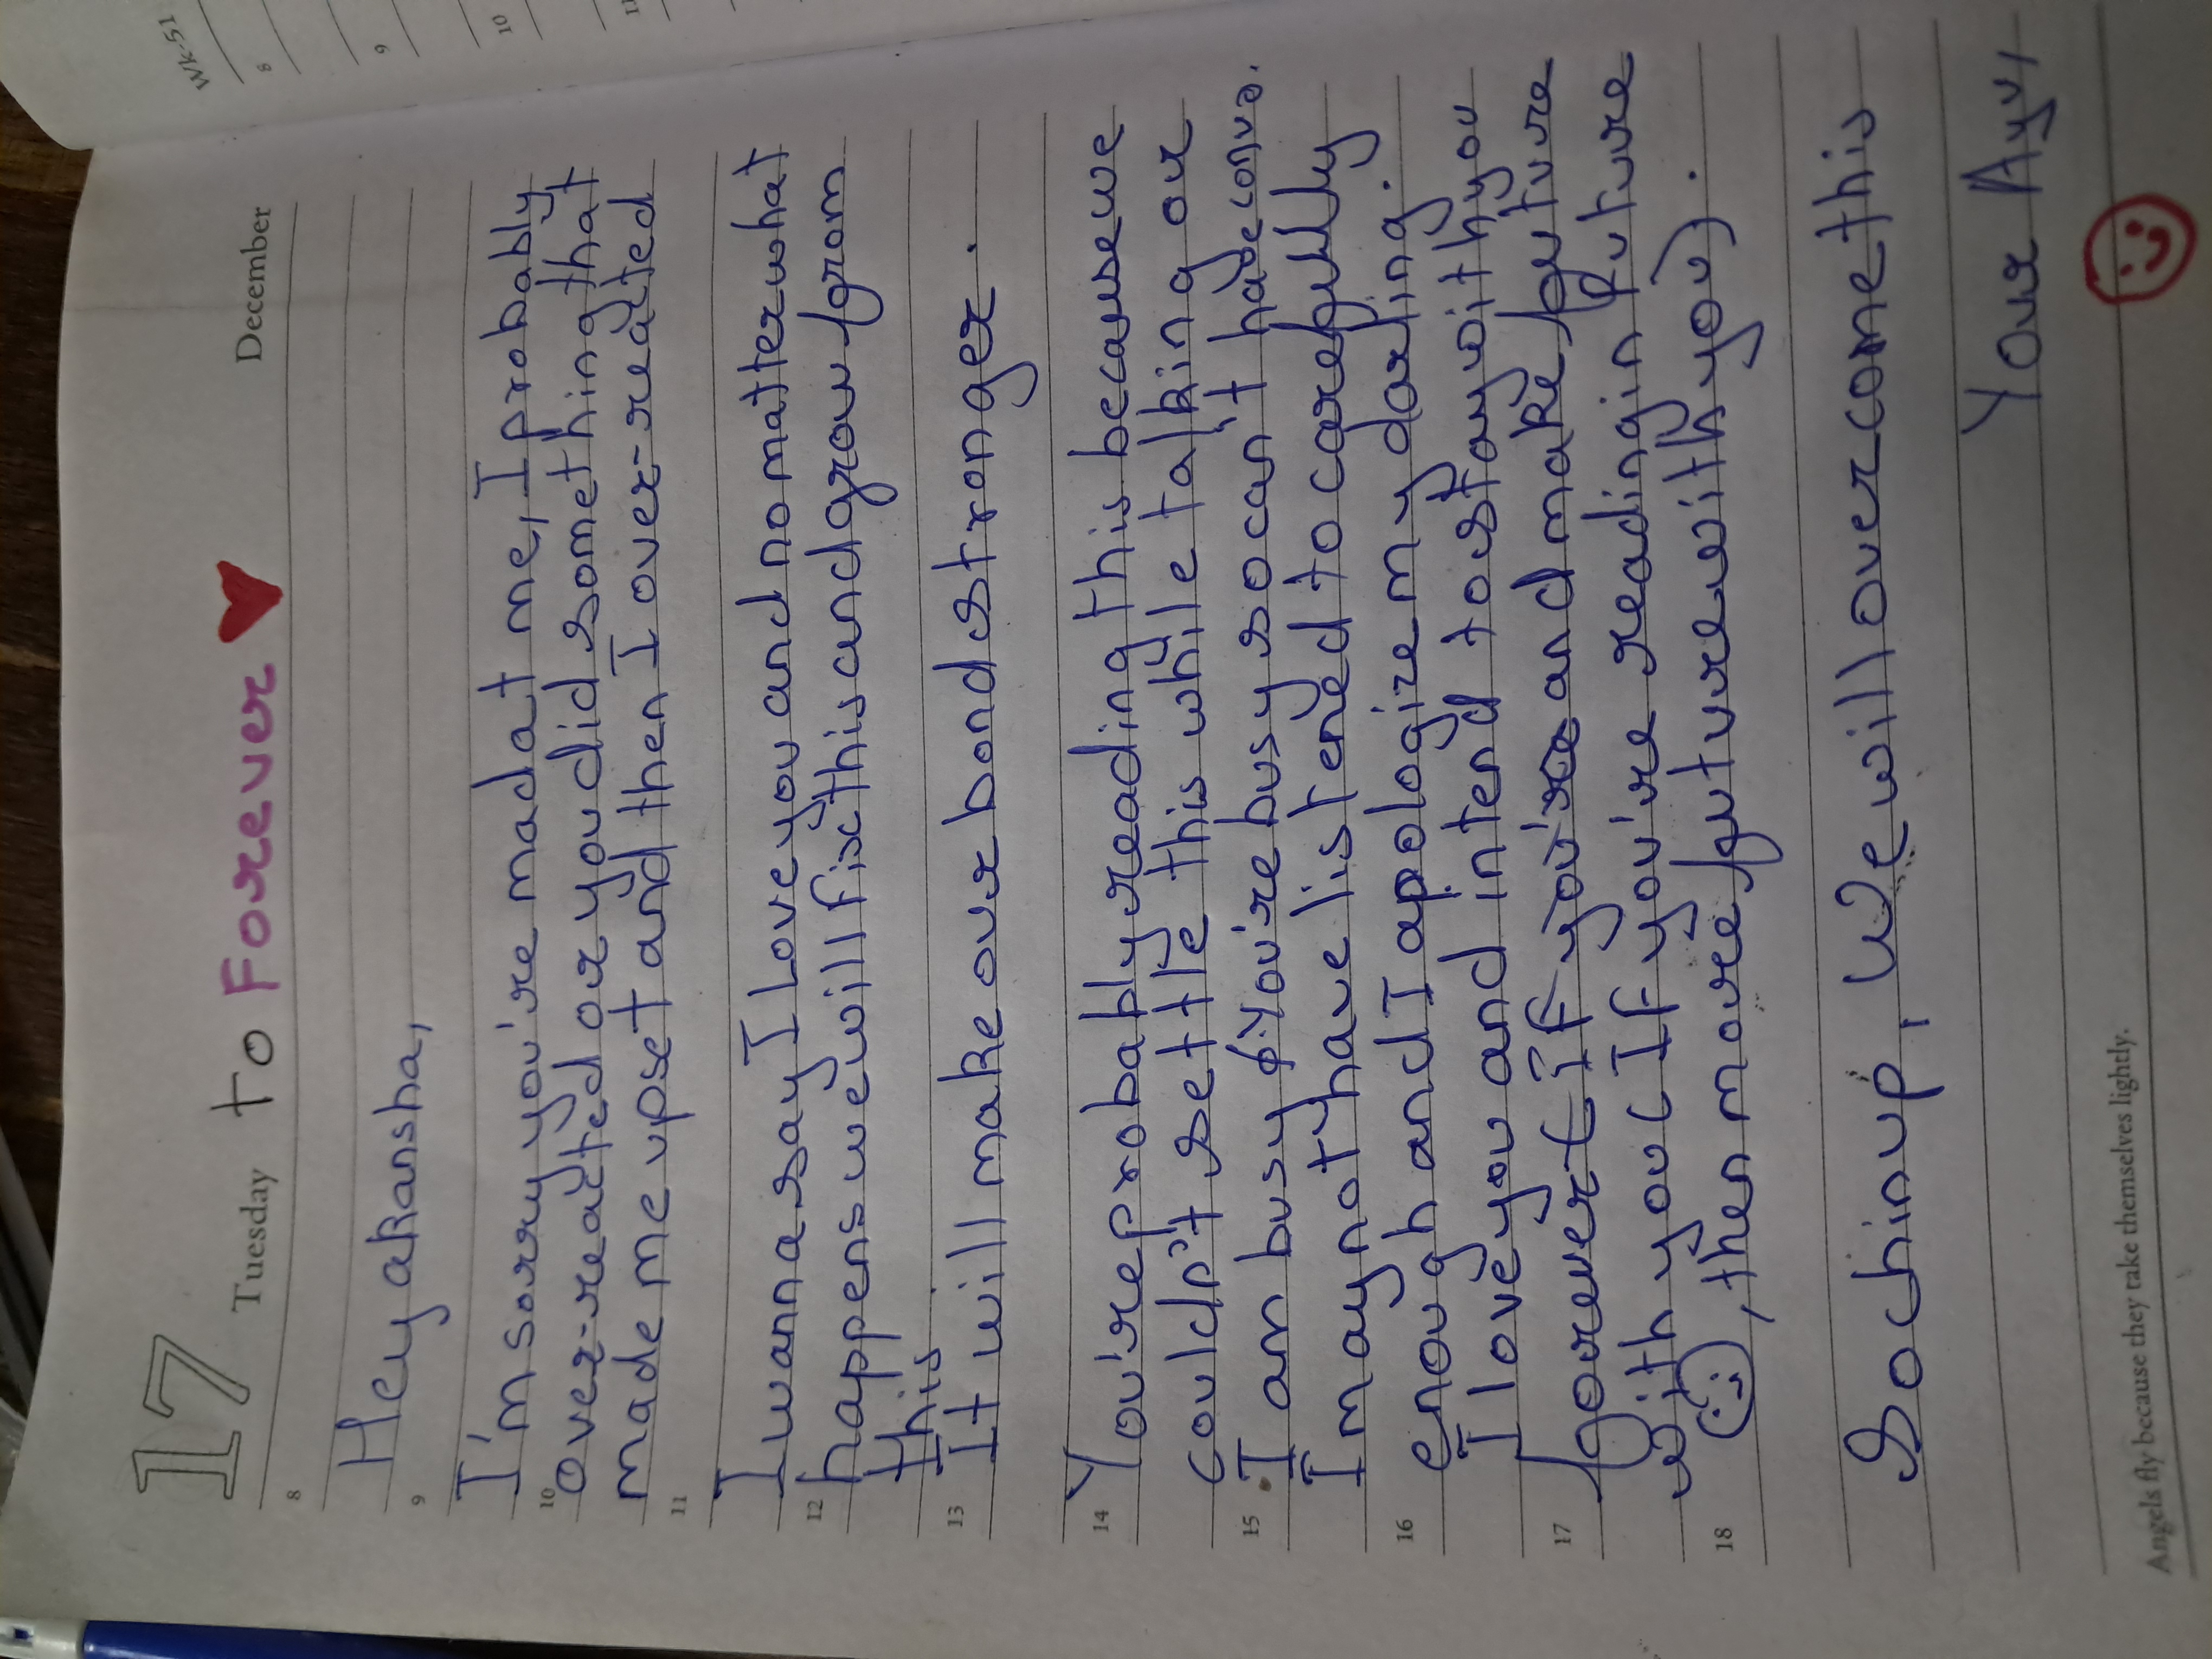 17 Tuesday To Forever ❤ December
8
9 Hey akansha,
I'm sorry you're mad at me, I probably
10 over-reacted or you did something that
made me upset and then I over-reacted
11
I wanna say I Love you and no matter what
12 happens we will fix this and grow from
this
13 It will make our bond stronger.
14 You're probably reading this because we
couldn't settle this while talking or
15 I am busy / You're busy so can't have convo.
I may not have listened to carefully
16 enough and I apologize my darling.
I love you and intend to stay with you
17 forever (if you're and make future
with you (If you're reading in future
18 , then more future with you).
So chin up, We will overcome this
Your Ayu,
Angels fly because they take themselves lightly.
Wk-51
8
9
10
11